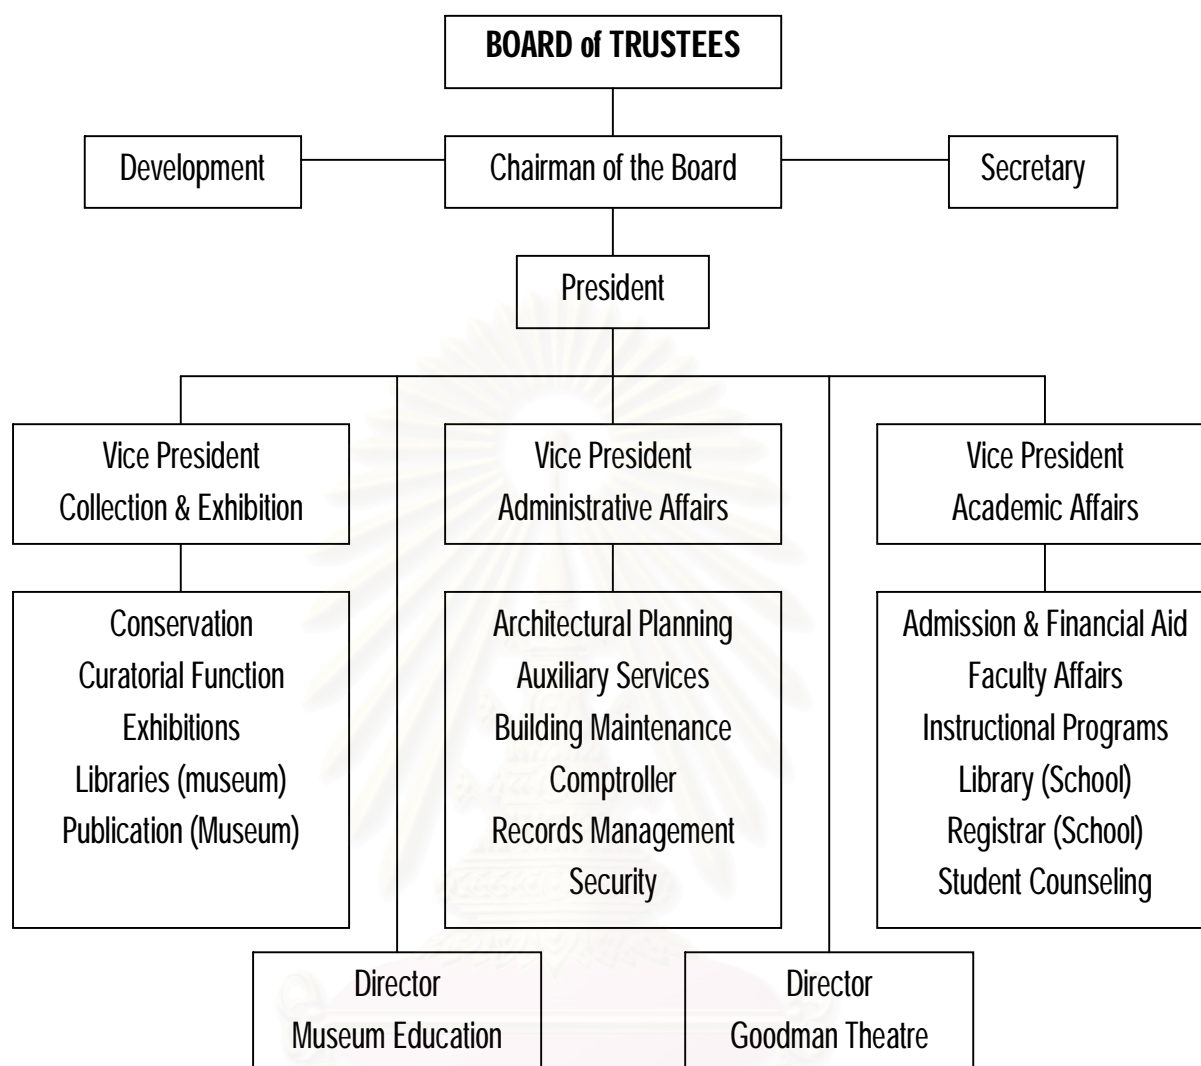 BOARD of TRUSTEES
Development
Chairman of the Board
Secretary
President
Vice President
Collection & Exhibition
Vice President
Administrative Affairs
Vice President
Academic Affairs
Conservation
Curatorial Function
Exhibitions
Libraries (museum)
Publication (Museum)
Architectural Planning
Auxiliary Services
Building Maintenance
Comptroller
Records Management
Security
Admission & Financial Aid
Faculty Affairs
Instructional Programs
Library (School)
Registrar (School)
Student Counseling
Director
Museum Education
Director
Goodman Theatre